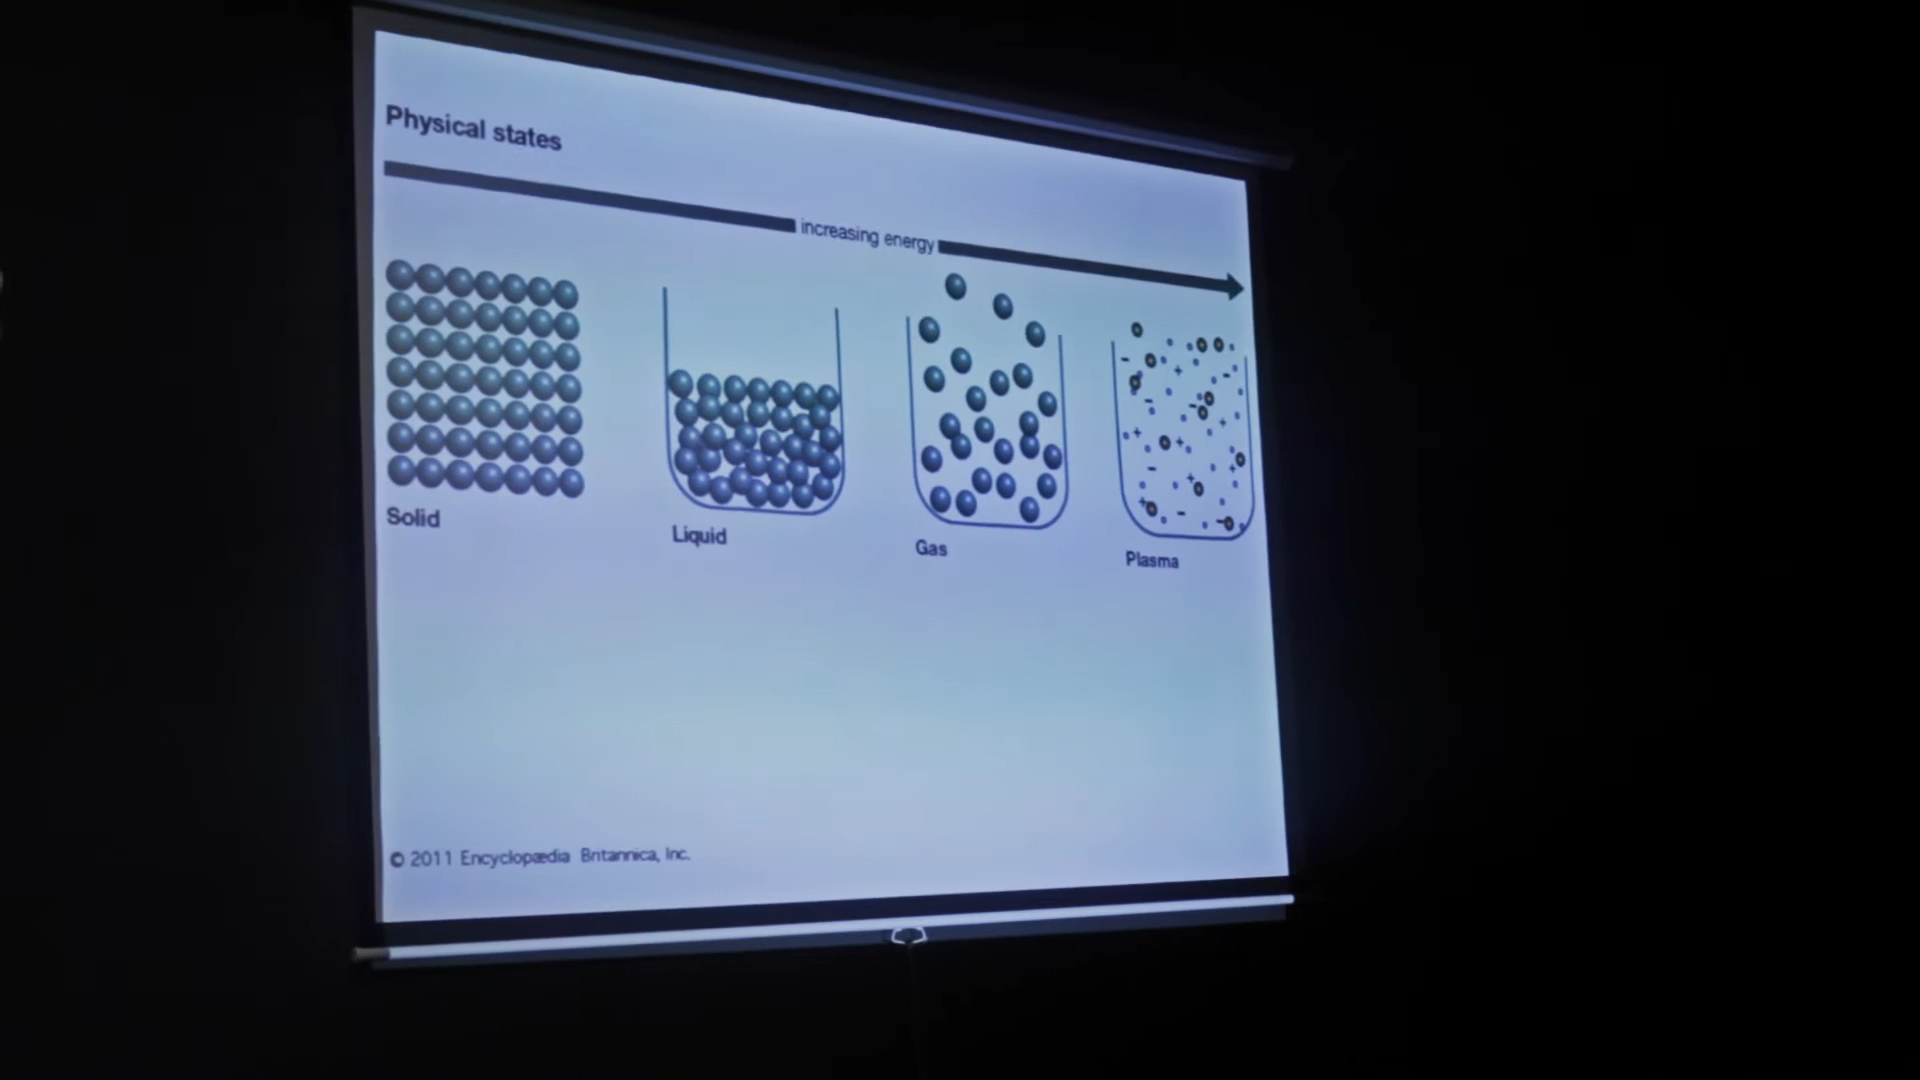 Physical states
increasing energy
Solid
Liquid
Gas
Plasma
© 2011 Encyclopædia Britannica, Inc.